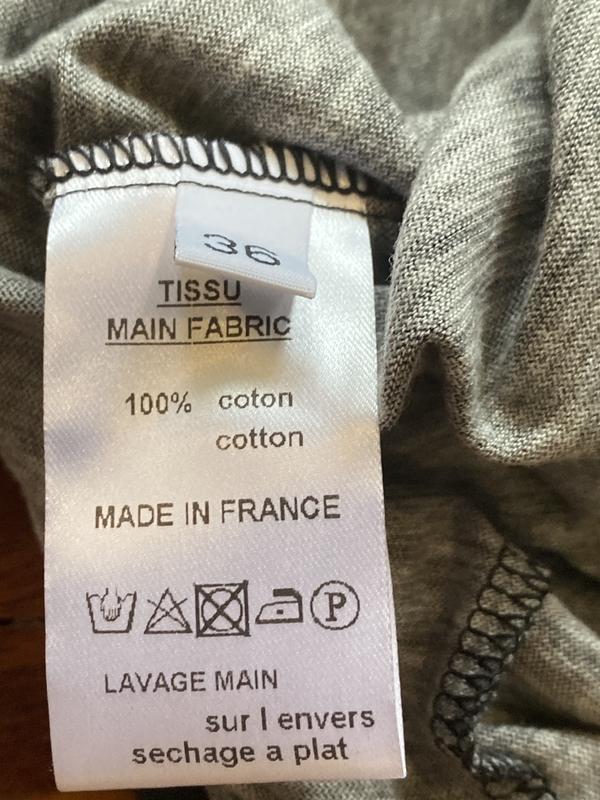 36
TISSU
MAIN FABRIC
100% coton
cotton
MADE IN FRANCE
P
LAVAGE MAIN
sur l envers
sechage a plat